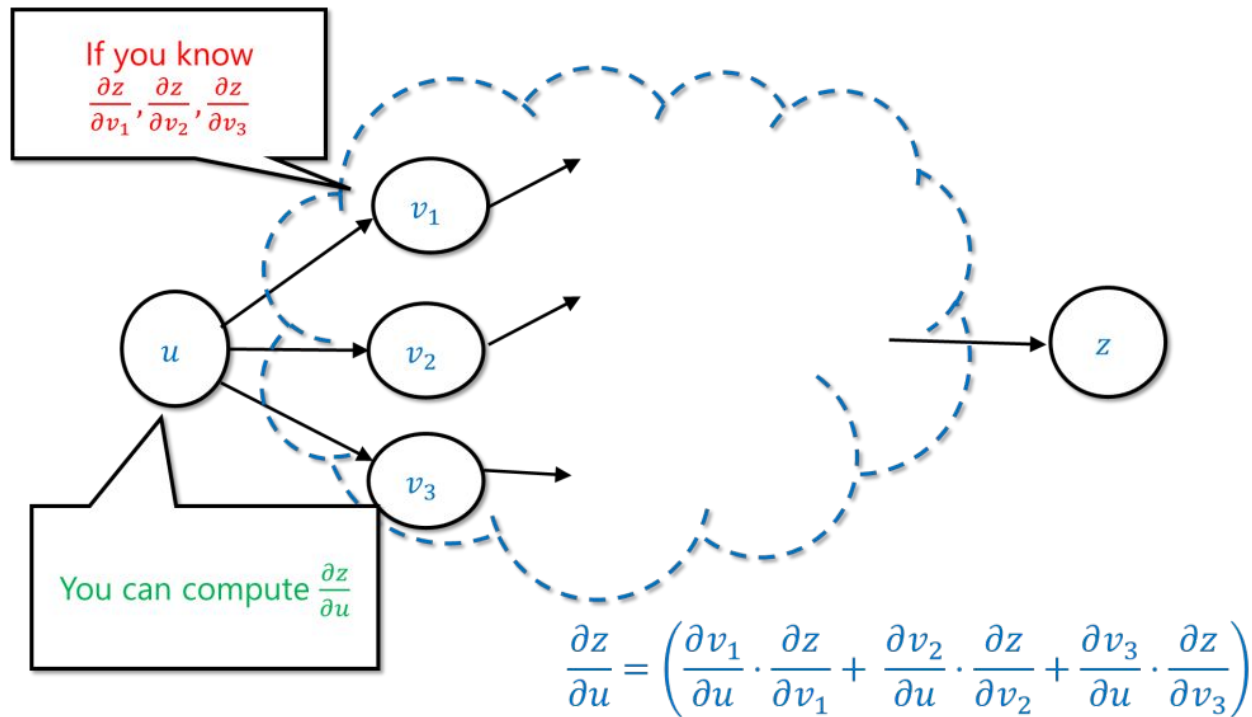 If you know
∂z/∂v₁, ∂z/∂v₂, ∂z/∂v₃
v₁
u
v₂
z
v₃
You can compute ∂z/∂u
∂z/∂u = (∂v₁/∂u · ∂z/∂v₁ + ∂v₂/∂u · ∂z/∂v₂ + ∂v₃/∂u · ∂z/∂v₃)